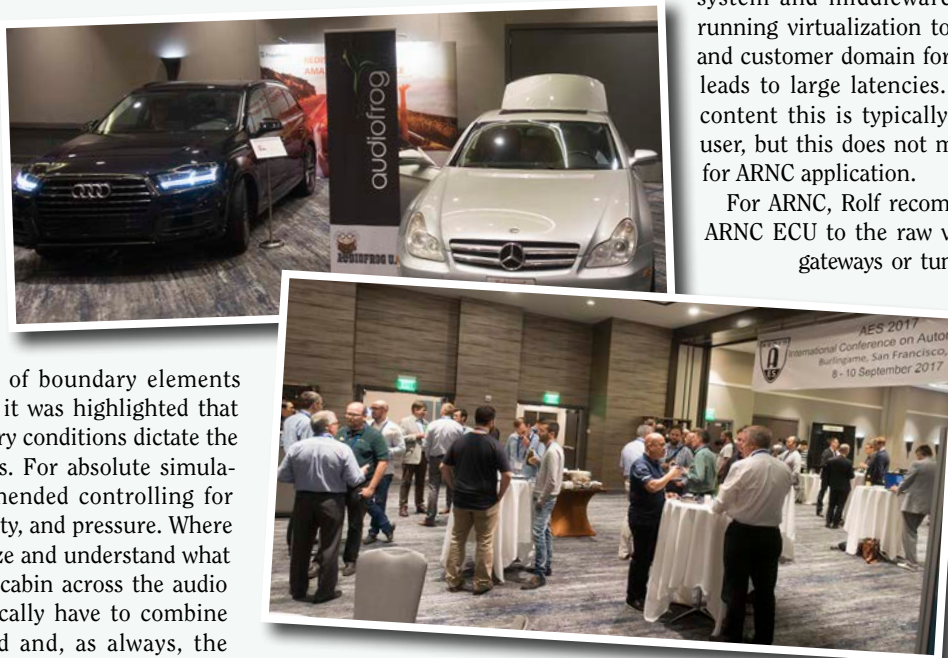 system and middleware
running virtualization to
and customer domain for
leads to large latencies.
content this is typically
user, but this does not m
for ARNC application.
For ARNC, Rolf recom
ARNC ECU to the raw v
gateways or tun
audiofrog
AUDIOFROG U.
AES 2017
International Conference on Auto
Burlingame, San Francisco,
8 - 10 September 2017
AES
of boundary elements
it was highlighted that
ry conditions dictate the
s. For absolute simula-
mended controlling for
ty, and pressure. Where
ze and understand what
cabin across the audio
cally have to combine
d and, as always, the